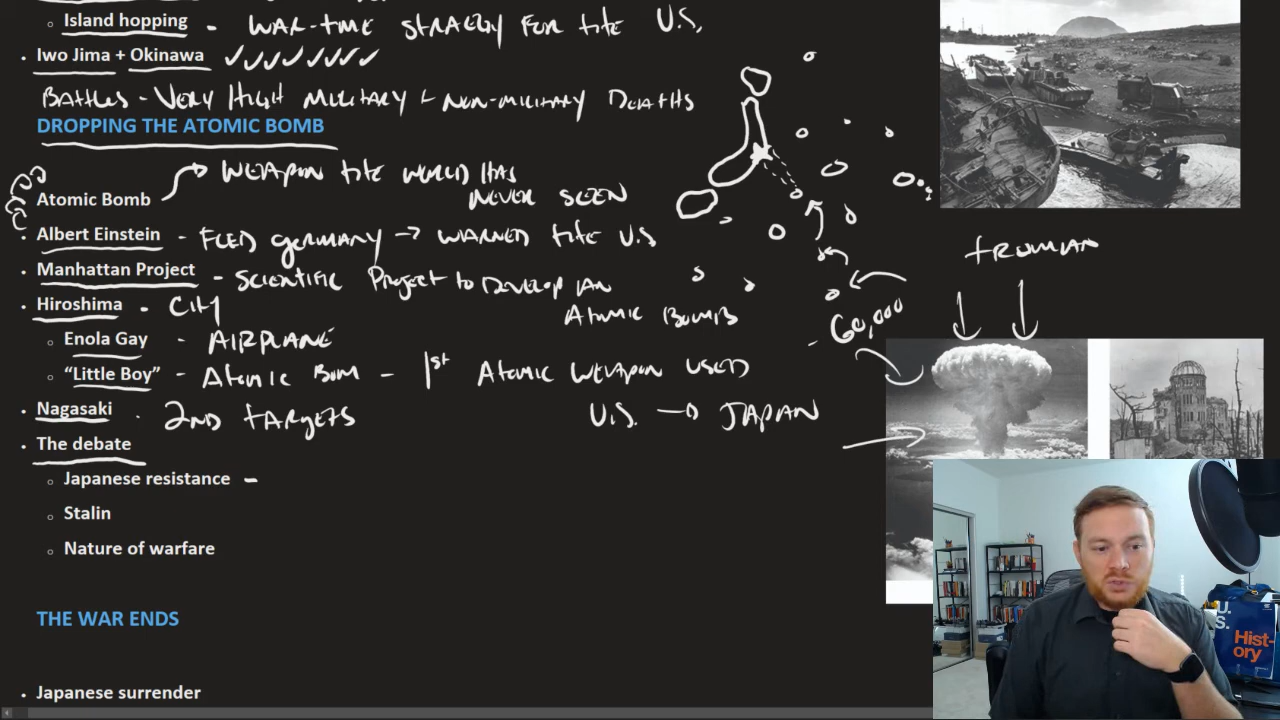 Island hopping - WAR-TIME STRATEGY FOR THE U.S.
Iwo Jima + Okinawa
BATTLES - VERY HIGH MILITARY + NON-MILITARY DEATHS
DROPPING THE ATOMIC BOMB
WEAPON THE WORLD HAS
NEVER SEEN
Atomic Bomb
Albert Einstein - FLED GERMANY → WARNED THE U.S
TRUMAN
Manhattan Project - SCIENTIFIC PROJECT TO DEVELOP AN
ATOMIC BOMB
Hiroshima - CITY
60,000
Enola Gay - AIRPLANE
"Little Boy" - ATOMIC BOM - 1st ATOMIC WEAPON USED
Nagasaki - 2ND TARGETS U.S. → JAPAN
The debate
Japanese resistance -
Stalin
Nature of warfare
THE WAR ENDS
Japanese surrender
U.S.
Hist-
ory